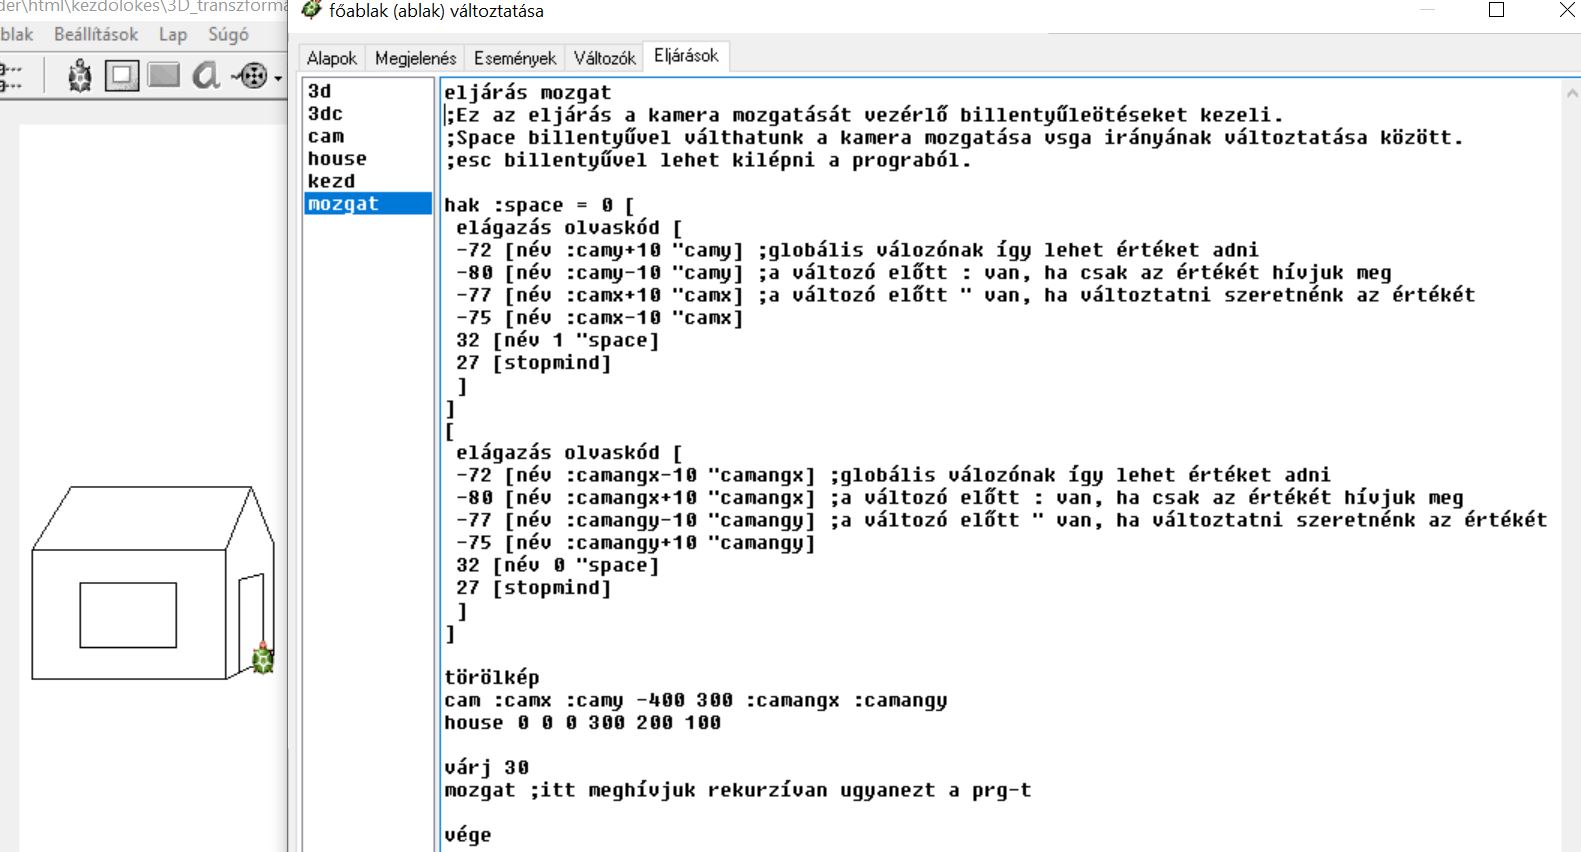 der\html\kezdolokes\3D_transzforma
blak Beállítások Lap Súgó
főablak (ablak) változtatása
Alapok Megjelenés Események Változók Eljárások
3d
3dc
cam
house
kezd
mozgat
eljárás mozgat
;Ez az eljárás a kamera mozgatását vezérlő billentyűleötéseket kezeli.
;Space billentyűvel válthatunk a kamera mozgatása vsga irányának változtatása között.
;esc billentyűvel lehet kilépni a prograból.
hak :space = 0 [
elágazás olvaskód [
-72 [név :camy+10 "camy] ;globális válozónak így lehet értéket adni
-80 [név :camy-10 "camy] ;a változó előtt : van, ha csak az értékét hívjuk meg
-77 [név :camx+10 "camx] ;a változó előtt " van, ha változtatni szeretnénk az értékét
-75 [név :camx-10 "camx]
32 [név 1 "space]
27 [stopmind]
]
]
[
elágazás olvaskód [
-72 [név :camangx-10 "camangx] ;globális válozónak így lehet értéket adni
-80 [név :camangx+10 "camangx] ;a változó előtt : van, ha csak az értékét hívjuk meg
-77 [név :camangy-10 "camangy] ;a változó előtt " van, ha változtatni szeretnénk az értékét
-75 [név :camangy+10 "camangy]
32 [név 0 "space]
27 [stopmind]
]
]
törölkép
cam :camx :camy -400 300 :camangx :camangy
house 0 0 0 300 200 100
várj 30
mozgat ;itt meghívjuk rekurzívan ugyanezt a prg-t
vége